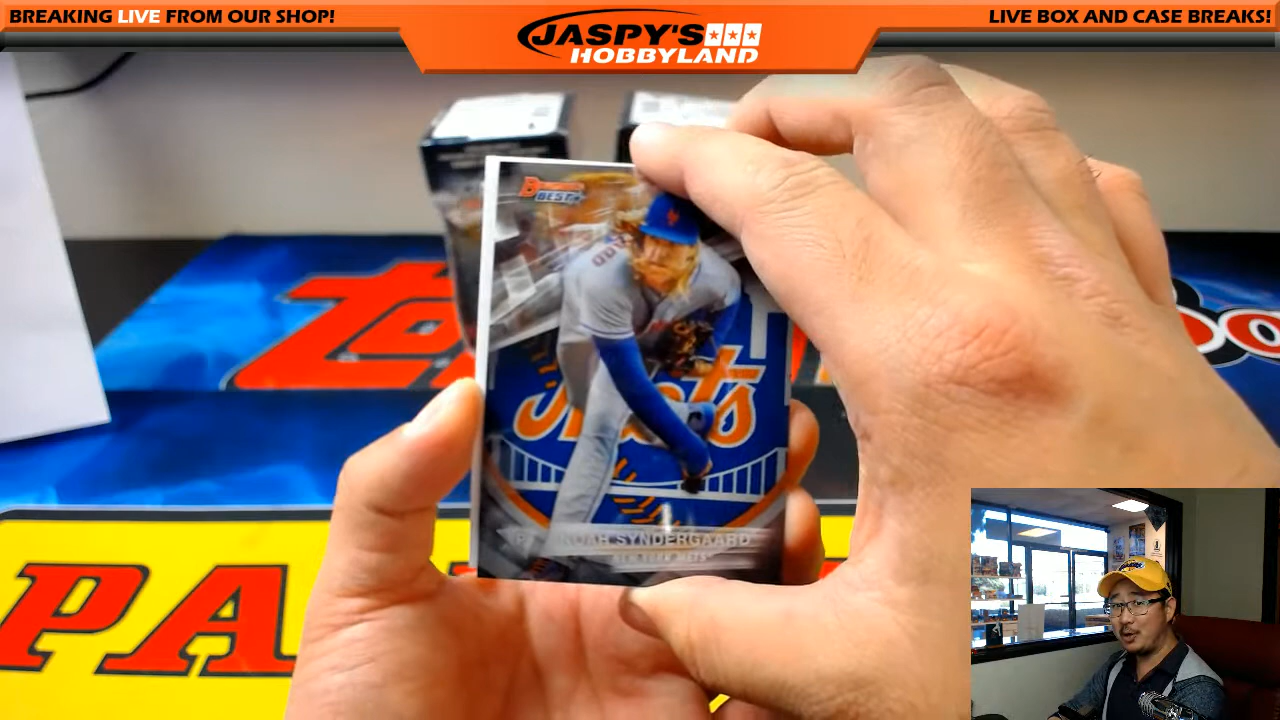 BREAKING LIVE FROM OUR SHOP!
JASPY'S
HOBBYLAND
LIVE BOX AND CASE BREAKS!
BOWMAN'S
BEST
Mets
NOAH SYNDERGAARD
NEW YORK METS
PA